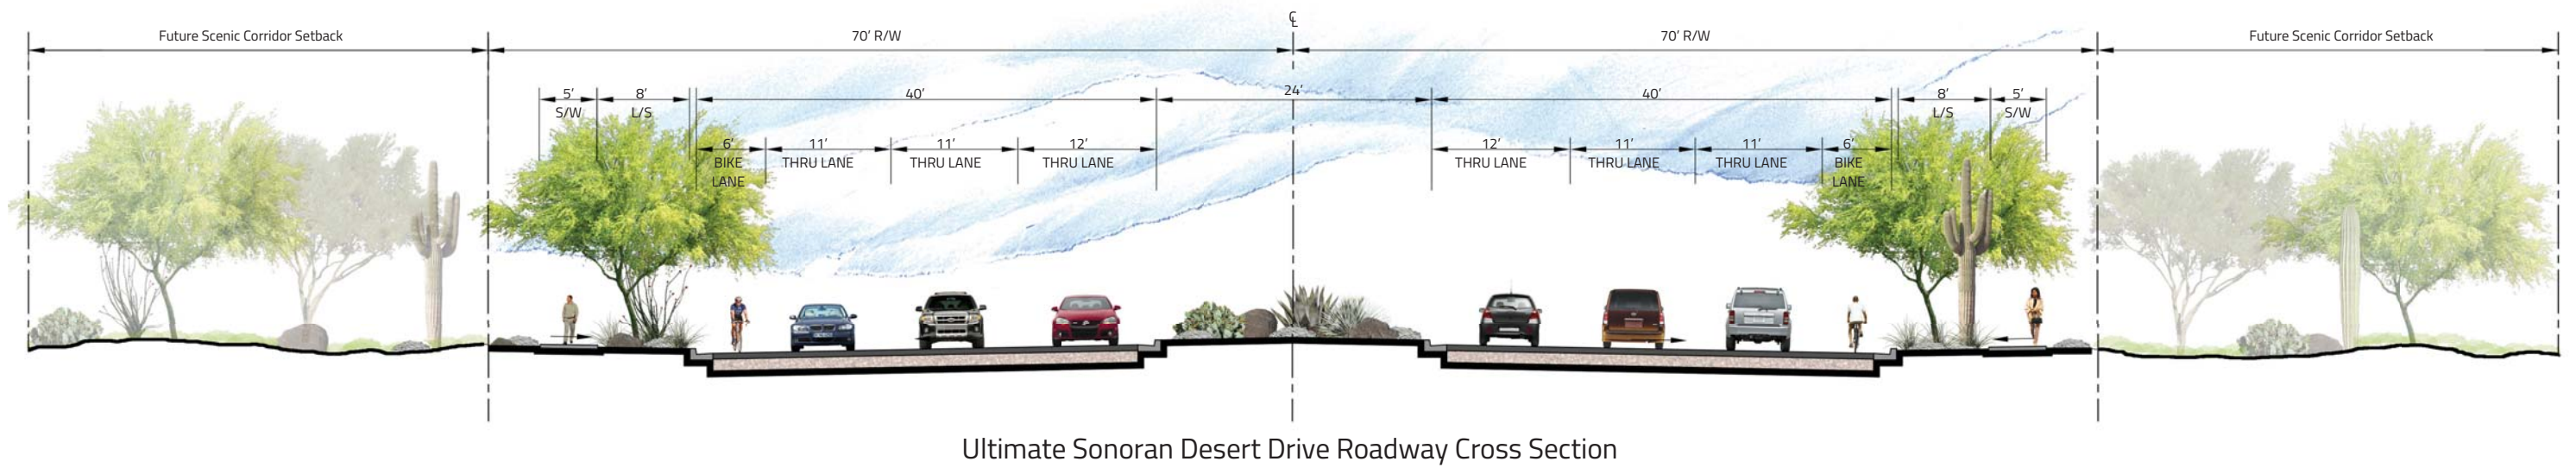 ℄
Future Scenic Corridor Setback
70' R/W
70' R/W
Future Scenic Corridor Setback
5'
S/W
8'
L/S
40'
24'
40'
8'
L/S
5'
S/W
6'
BIKE
LANE
11'
THRU LANE
11'
THRU LANE
12'
THRU LANE
12'
THRU LANE
11'
THRU LANE
11'
THRU LANE
6'
BIKE
LANE
Ultimate Sonoran Desert Drive Roadway Cross Section